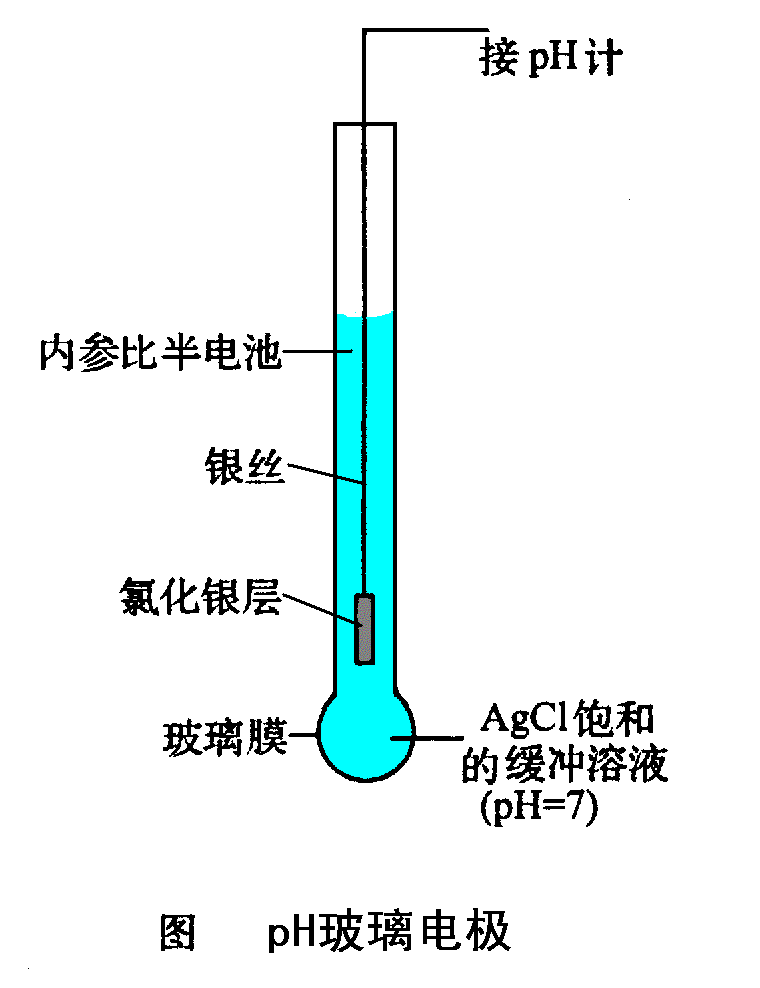 接pH计
内参比半电池
银丝
氯化银层
玻璃膜
AgCl饱和
的缓冲溶液
(pH=7)
图 pH玻璃电极